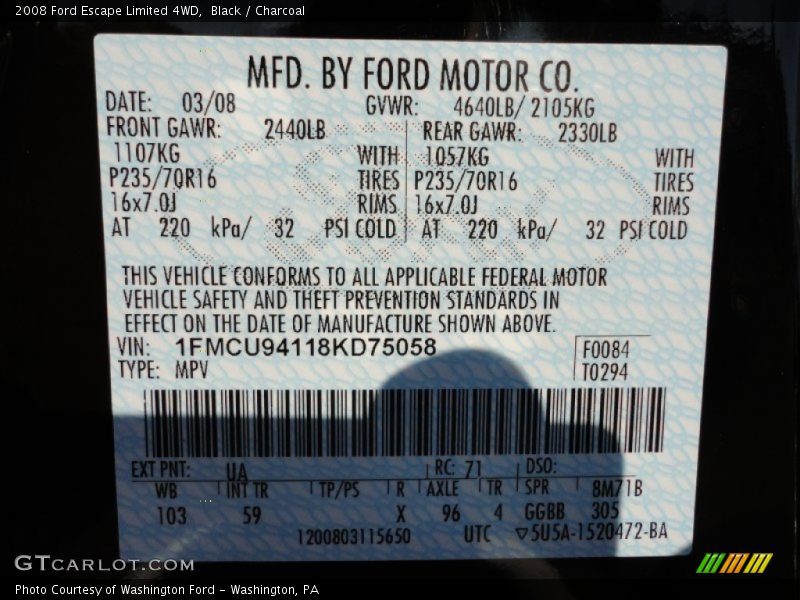 2008 Ford Escape Limited 4WD, Black / Charcoal
MFD. BY FORD MOTOR CO.
DATE: 03/08 GVWR: 4640LB/ 2105KG
FRONT GAWR: 2440LB REAR GAWR: 2330LB
1107KG WITH 1057KG WITH
P235/70R16 TIRES P235/70R16 TIRES
16x7.0J RIMS 16x7.0J RIMS
AT 220 kPa/ 32 PSI COLD AT 220 kPa/ 32 PSI COLD
THIS VEHICLE CONFORMS TO ALL APPLICABLE FEDERAL MOTOR
VEHICLE SAFETY AND THEFT PREVENTION STANDARDS IN
EFFECT ON THE DATE OF MANUFACTURE SHOWN ABOVE.
VIN: 1FMCU94118KD75058 F0084
TYPE: MPV T0294
EXT PNT: UA RC: 71 DSO:
WB INT TR TP/PS R AXLE TR SPR 8M71B
103 59 X 96 4 GGBB 305
1200803115650 UTC ▽5U5A-1520472-BA
GTCARLOT.COM
Photo Courtesy of Washington Ford - Washington, PA